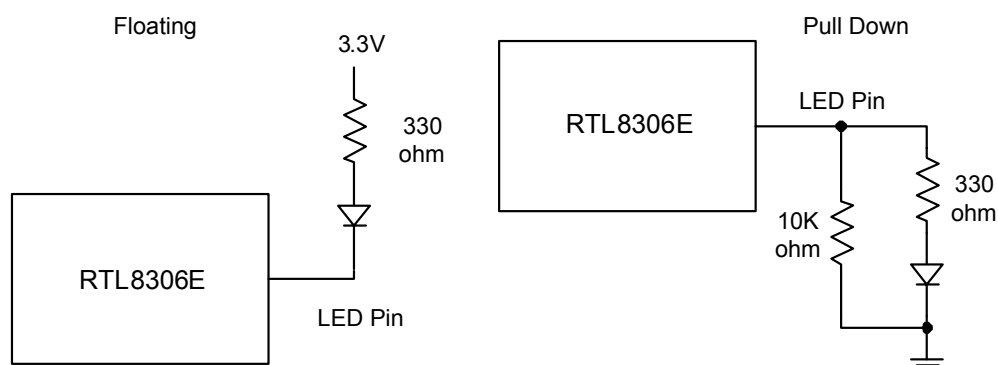 Floating
3.3V
330
ohm
RTL8306E
LED Pin
Pull Down
LED Pin
RTL8306E
10K
ohm
330
ohm